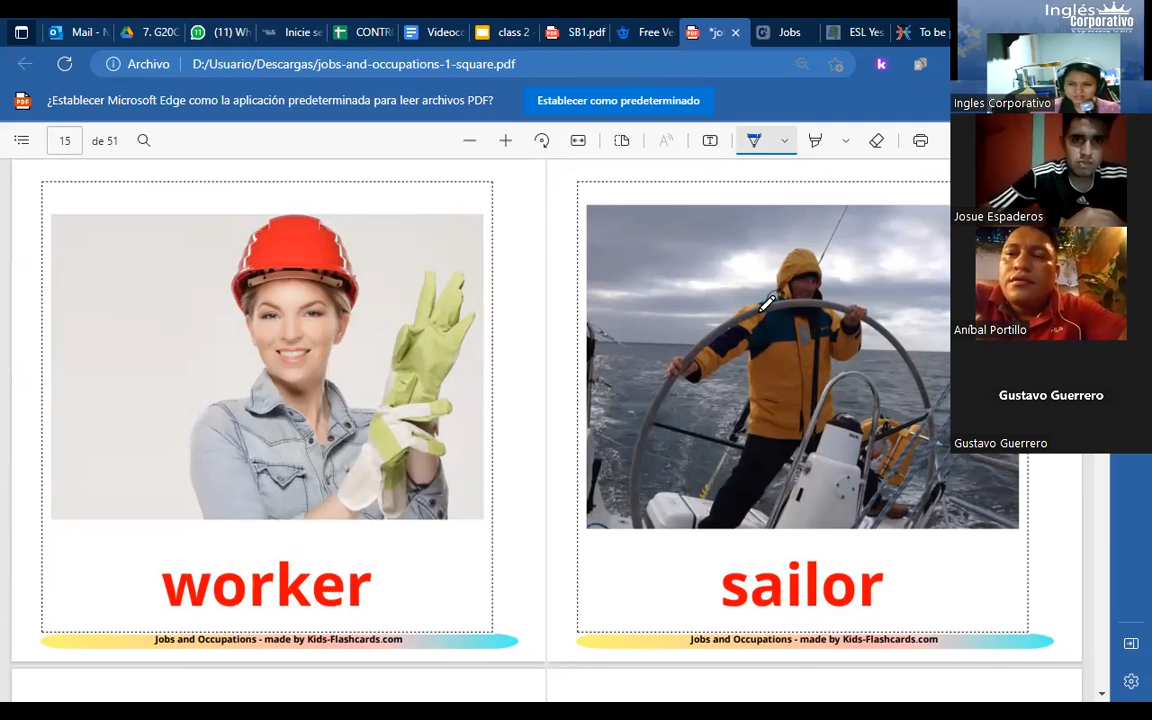 Mail - N
7. G20C
(11) Wh
Inicie se
CONTR
Videoco
class 2 -
SB1.pdf
Free Ve
*jo
Jobs
ESL Yes
To be p
Archivo
D:/Usuario/Descargas/jobs-and-occupations-1-square.pdf
¿Establecer Microsoft Edge como la aplicación predeterminada para leer archivos PDF?
Establecer como predeterminado
15 de 51
Inglés
Corporativo
Ingles Corporativo
Josue Espaderos
Aníbal Portillo
Gustavo Guerrero
Gustavo Guerrero
worker
Jobs and Occupations - made by Kids-Flashcards.com
sailor
Jobs and Occupations - made by Kids-Flashcards.com